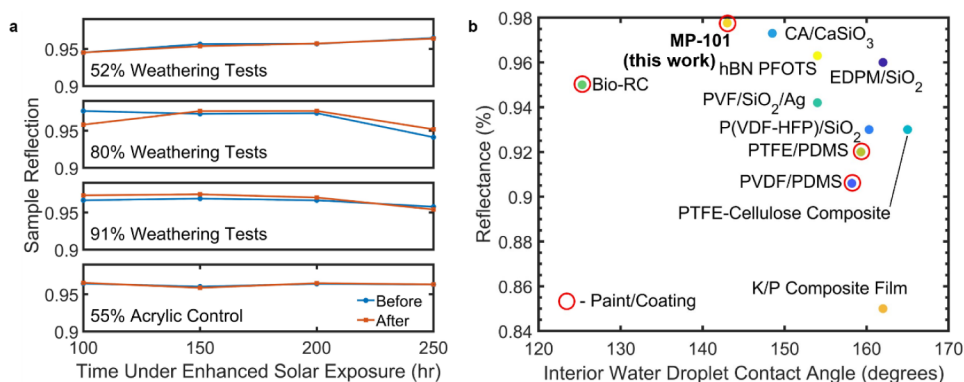 a
Sample Reflection
0.95
52% Weathering Tests
0.95
0.9
80% Weathering Tests
0.95
0.9
91% Weathering Tests
0.95
0.9
55% Acrylic Control
Before
After
100
150
200
250
Time Under Enhanced Solar Exposure (hr)
b
Reflectance (%)
0.98
0.96
0.94
0.92
0.9
0.88
0.86
0.84
MP-101
(this work)
CA/CaSiO3
hBN PFOTS
EDPM/SiO2
Bio-RC
PVF/SiO2/Ag
P(VDF-HFP)/SiO2
PTFE/PDMS
PVDF/PDMS
PTFE-Cellulose Composite
K/P Composite Film
- Paint/Coating
120
130
140
150
160
170
Interior Water Droplet Contact Angle (degrees)